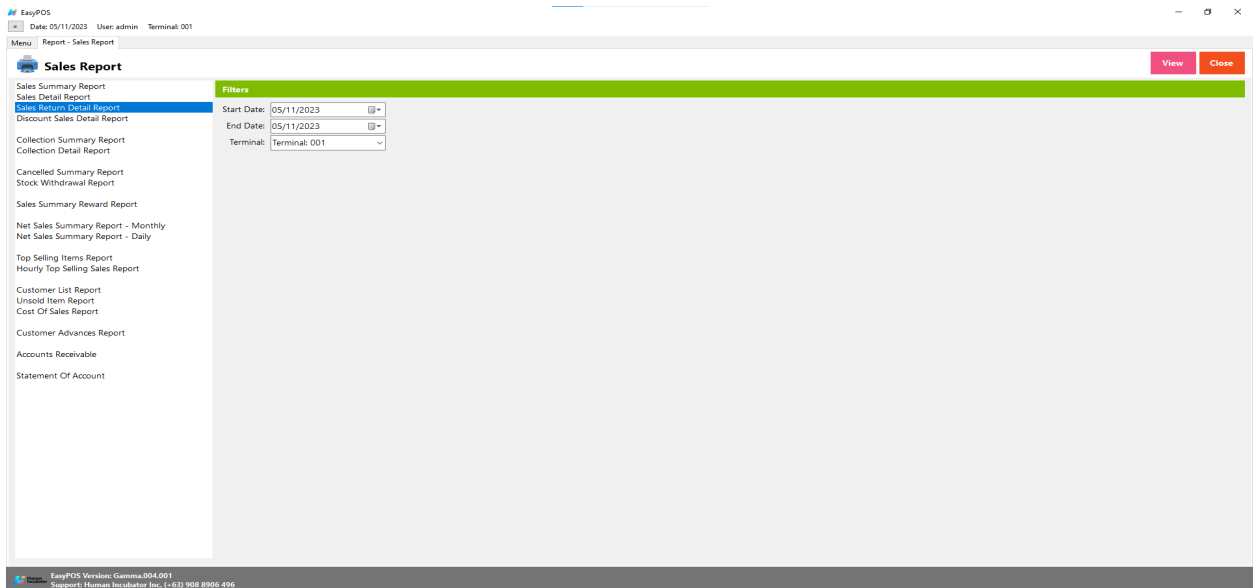 EasyPOS
Date: 05/11/2023 User: admin Terminal: 001
Menu Report - Sales Report
Sales Report
View Close
Sales Summary Report
Sales Detail Report
Sales Return Detail Report
Discount Sales Detail Report
Collection Summary Report
Collection Detail Report
Cancelled Summary Report
Stock Withdrawal Report
Sales Summary Reward Report
Net Sales Summary Report - Monthly
Net Sales Summary Report - Daily
Top Selling Items Report
Hourly Top Selling Sales Report
Customer List Report
Unsold Item Report
Cost Of Sales Report
Customer Advances Report
Accounts Receivable
Statement Of Account
Filters
Start Date: 05/11/2023
End Date: 05/11/2023
Terminal: Terminal: 001
Human Incubator
EasyPOS Version: Gamma.004.001
Support: Human Incubator Inc. (+63) 908 8906 496